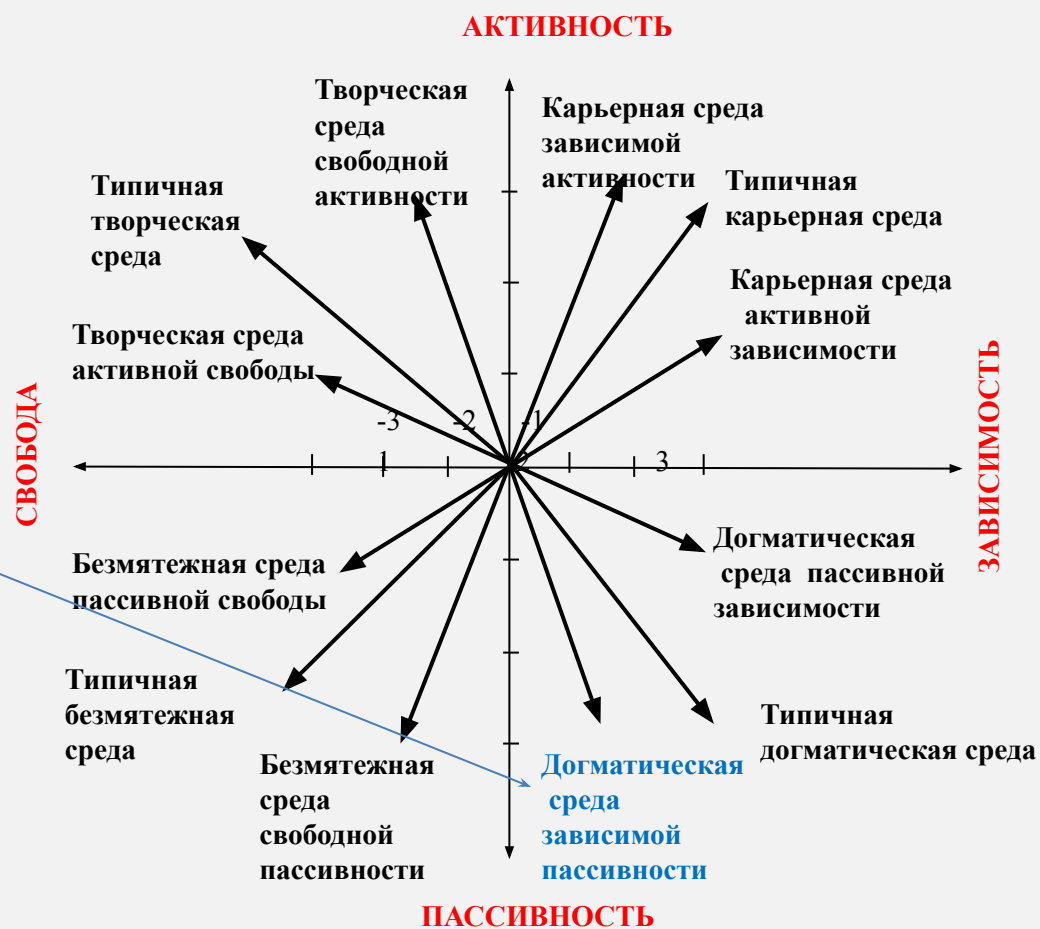 АКТИВНОСТЬ
Творческая
среда
свободной
активности
Карьерная среда
зависимой
активности
Типичная
карьерная среда
Типичная
творческая
среда
Карьерная среда
активной
зависимости
Творческая среда
активной свободы
СВОБОДА
ЗАВИСИМОСТЬ
-3 -2 -1
1 2 3
Безмятежная среда
пассивной свободы
Догматическая
среда пассивной
зависимости
Типичная
безмятежная
среда
Типичная
догматическая среда
Безмятежная
среда
свободной
пассивности
Догматическая
среда
зависимой
пассивности
ПАССИВНОСТЬ